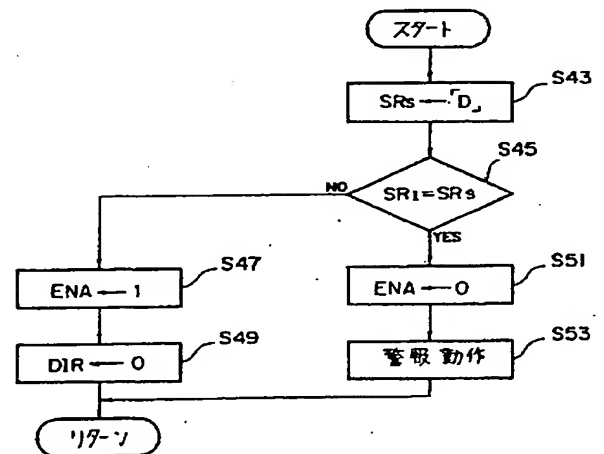 スタート
S43
SRs ← 「D」
S45
SR1=SRs
NO
YES
S47
ENA ← 1
S51
ENA ← 0
S49
DIR ← 0
S53
警報動作
リターン